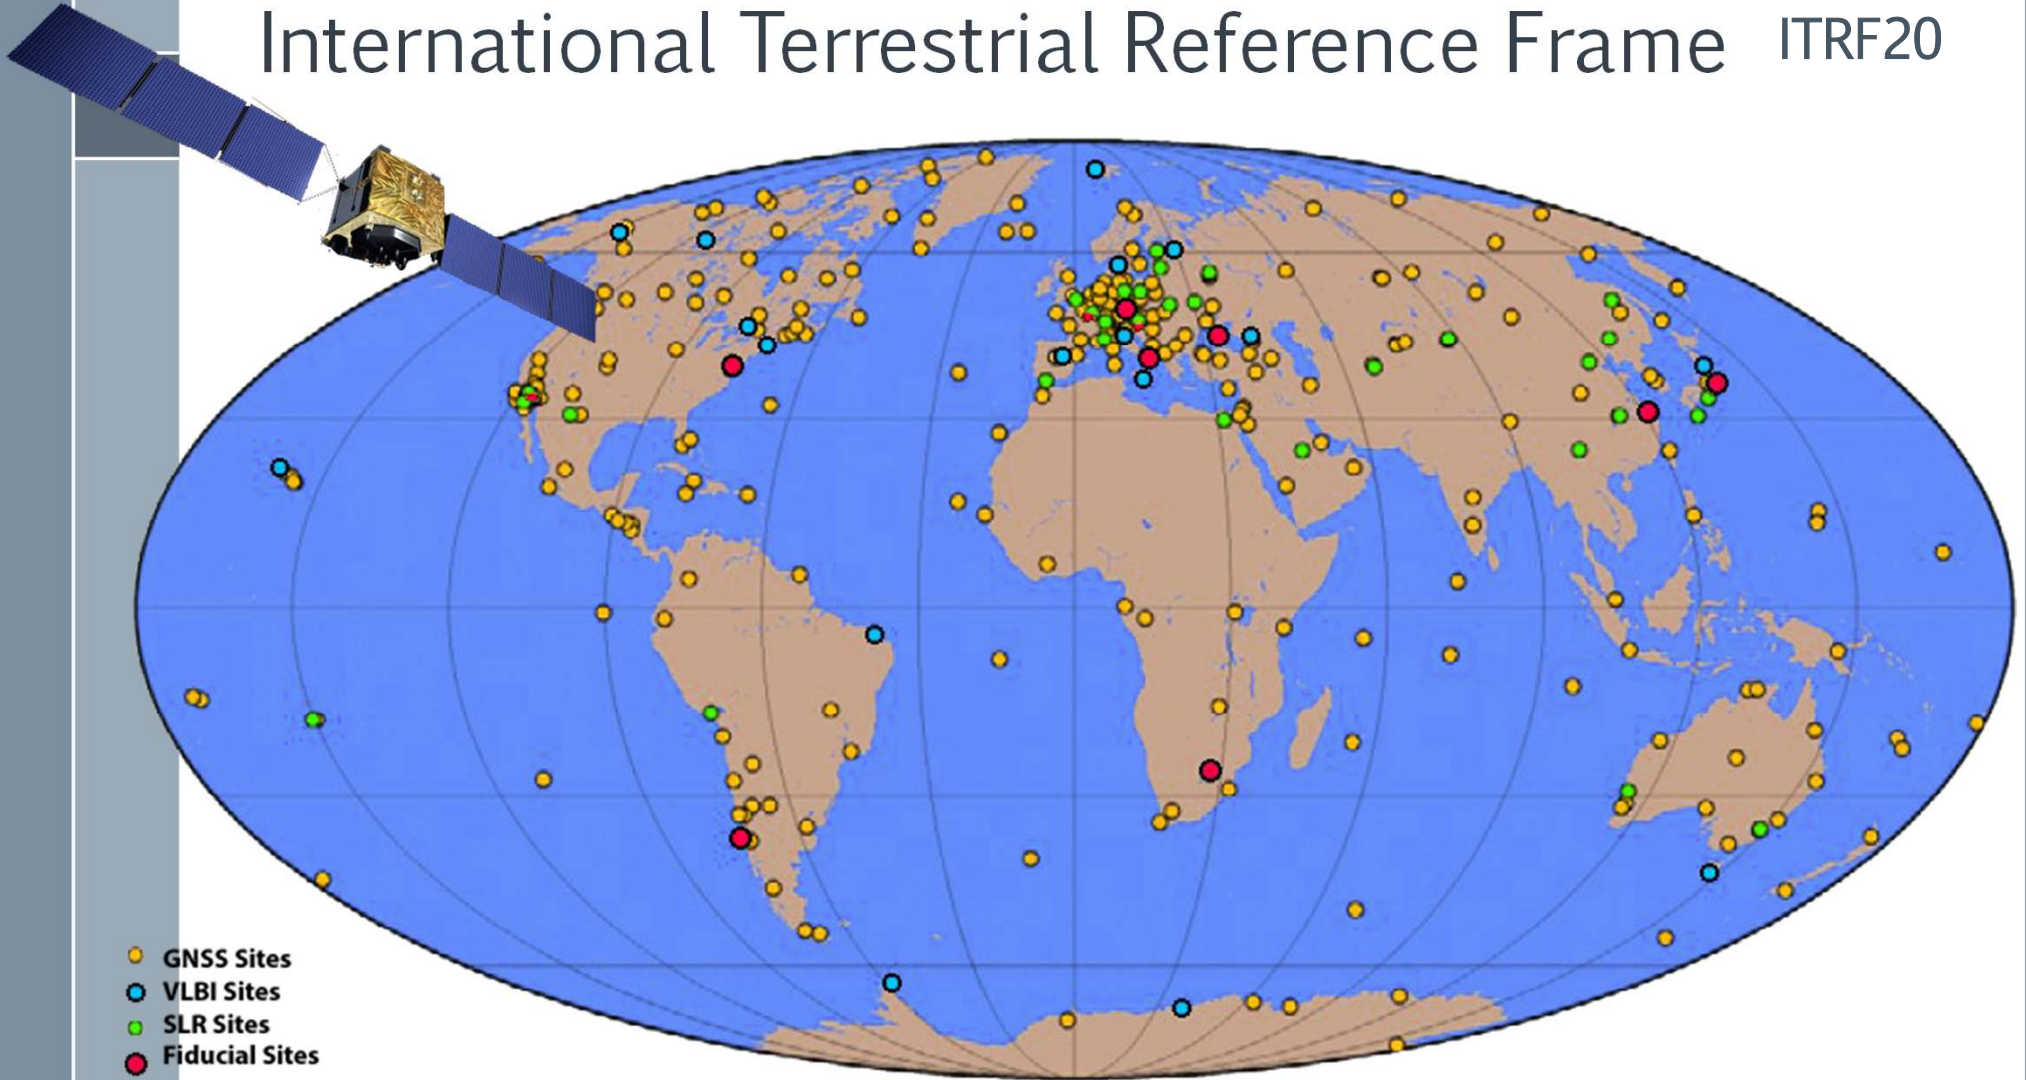 International Terrestrial Reference Frame ITRF20
GNSS Sites
VLBI Sites
SLR Sites
Fiducial Sites